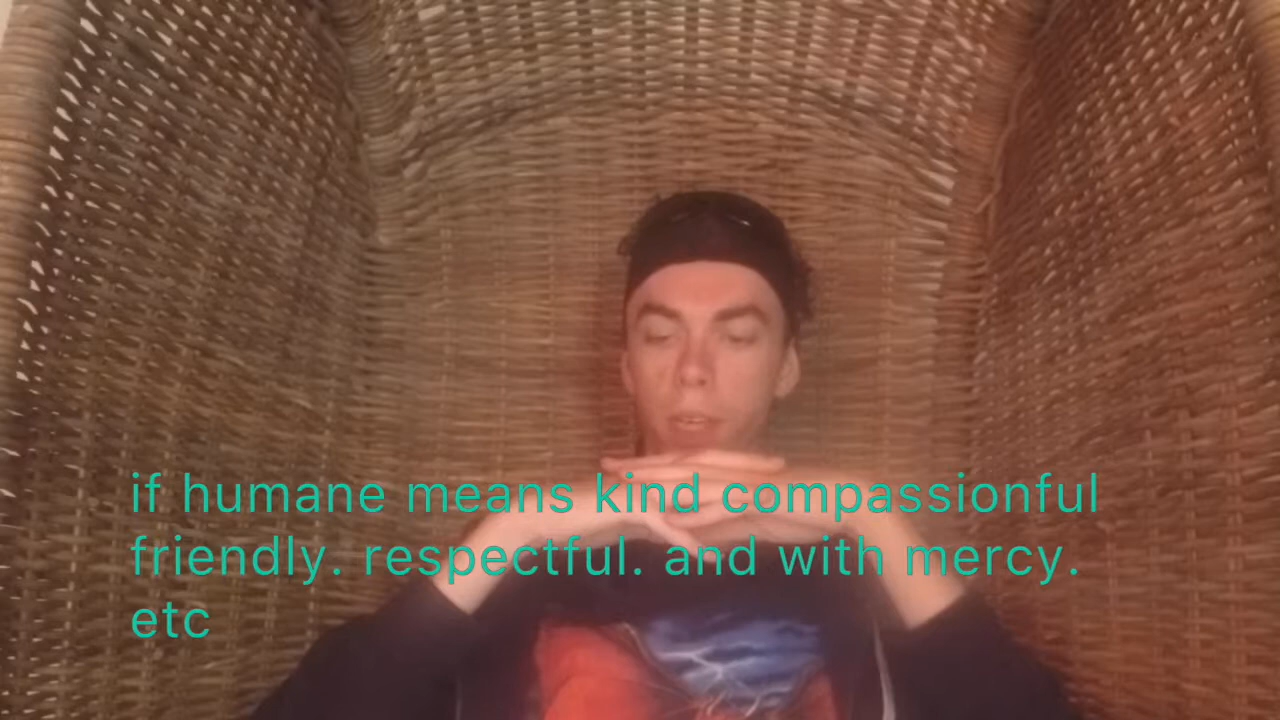 if humane means kind compassionful
friendly. respectful. and with mercy.
etc